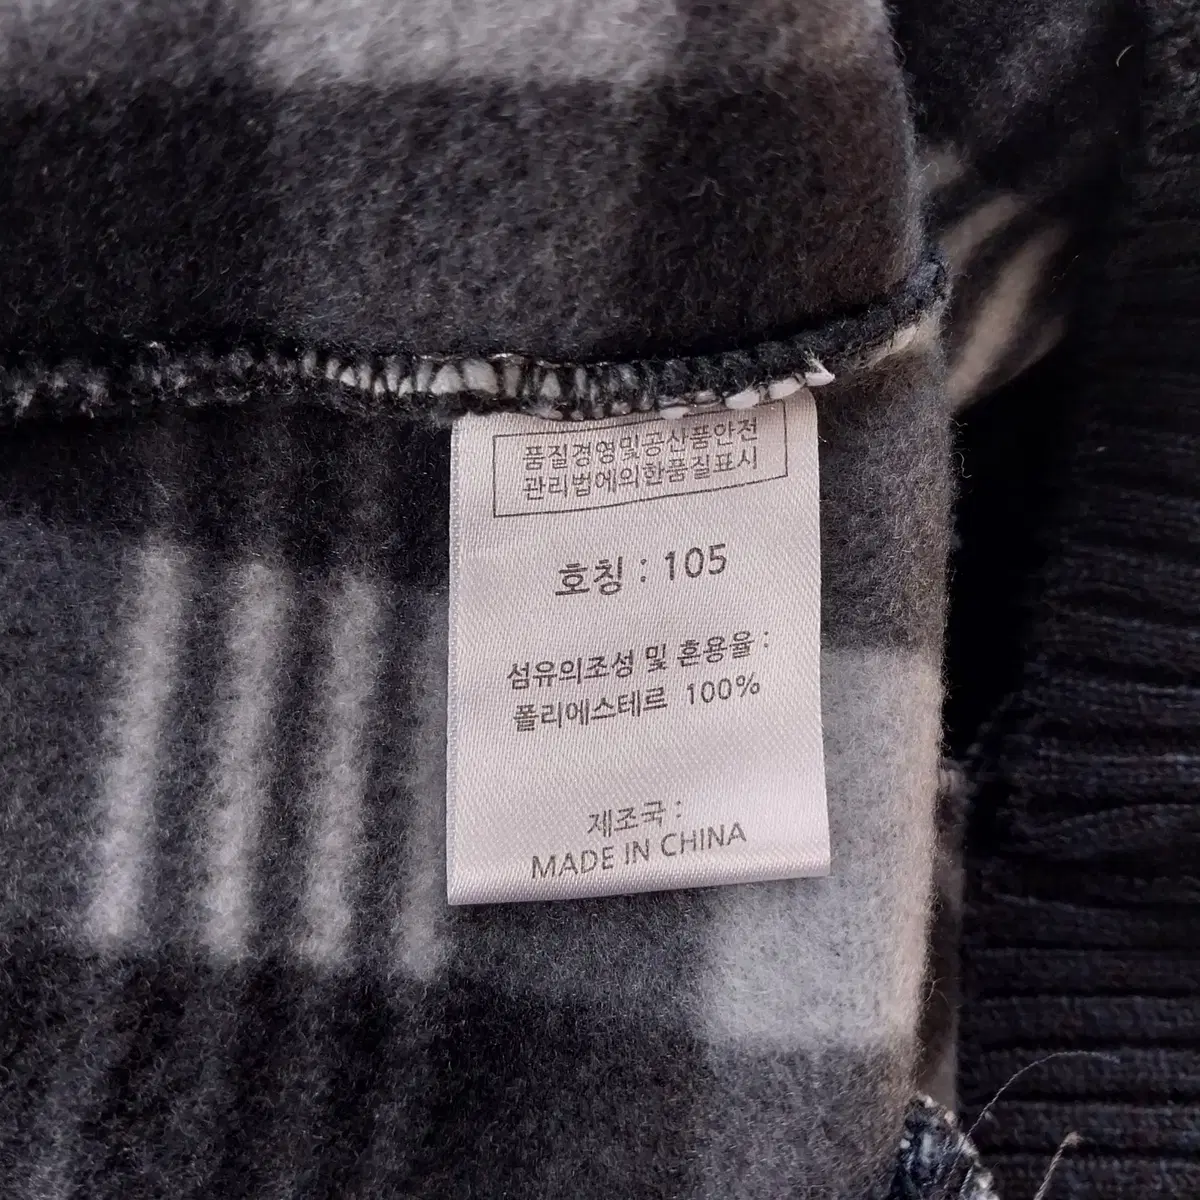 품질경영및공산품안전
관리법에의한품질표시
호칭 : 105
섬유의조성 및 혼용율 :
폴리에스테르 100%
제조국 :
MADE IN CHINA